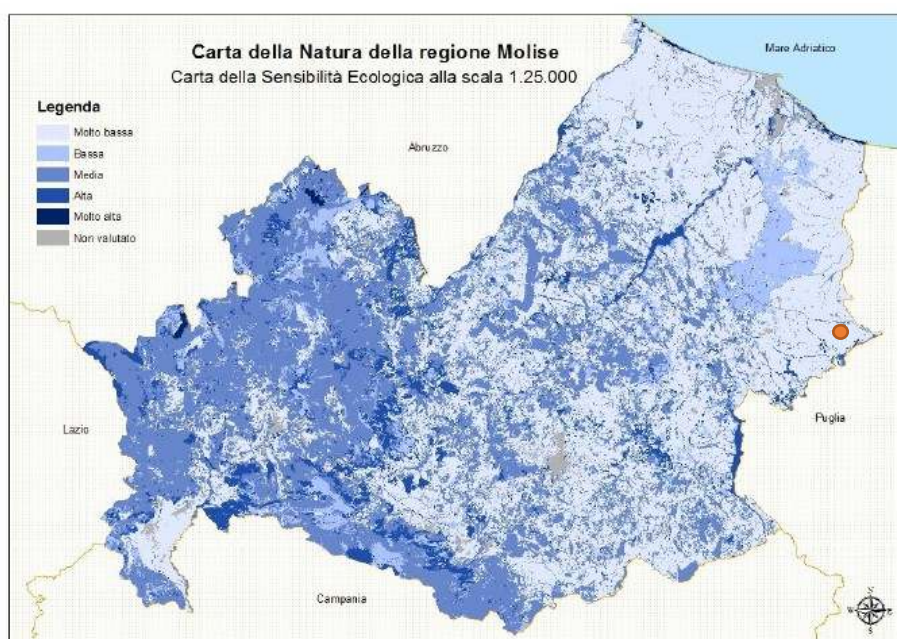 Carta della Natura della regione Molise
Carta della Sensibilità Ecologica alla scala 1:25.000
Mare Adriatico
Legenda
Molto bassa
Bassa
Media
Alta
Molto alta
Non valutato
Abruzzo
Lazio
Puglia
Campania
W
E
S